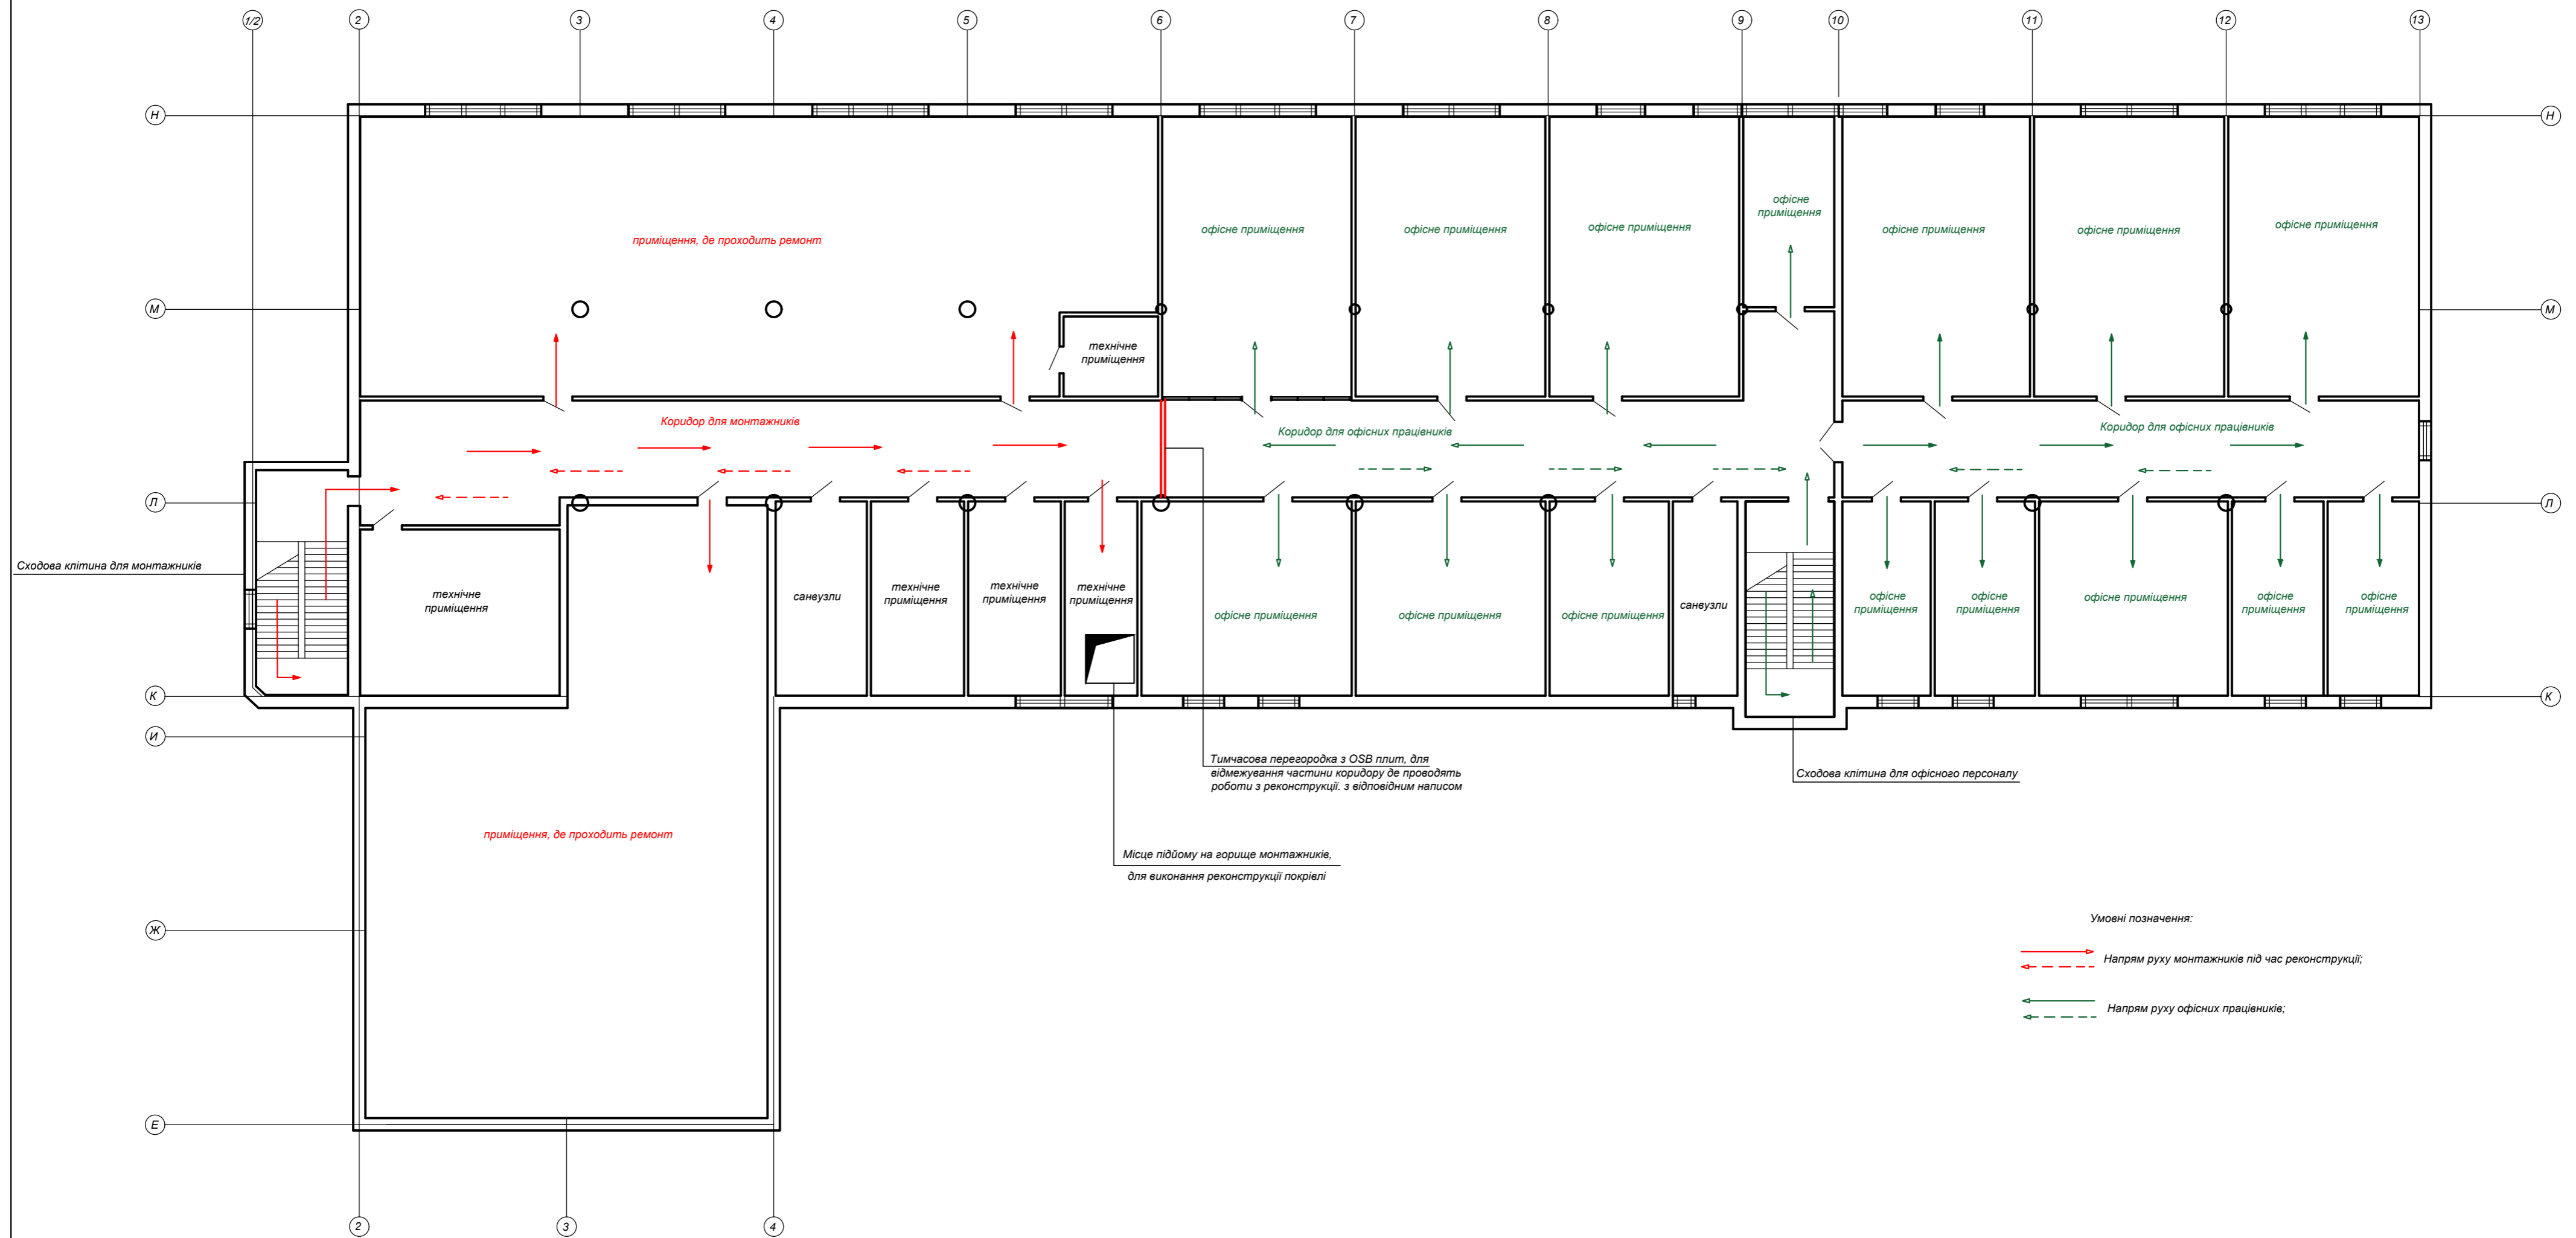 1/2 2 3 4 5 6 7 8 9 10 11 12 13
Н Н
офісне
приміщення
приміщення, де проходить ремонт
офісне приміщення
офісне приміщення
офісне приміщення
офісне приміщення
офісне приміщення
офісне приміщення
М М
технічне
приміщення
Коридор для монтажників
Коридор для офісних працівників
Коридор для офісних працівників
Л Л
Сходова клітина для монтажників
технічне
приміщення
санвузли
технічне
приміщення
технічне
приміщення
технічне
приміщення
офісне приміщення
офісне приміщення
офісне приміщення
санвузли
офісне
приміщення
офісне
приміщення
офісне приміщення
офісне
приміщення
офісне
приміщення
К К
И
Тимчасова перегородка з OSB плит, для
відмежування частини коридору де проводять
роботи з реконструкції. з відповідним написом
Сходова клітина для офісного персоналу
приміщення, де проходить ремонт
Місце підйому на горище монтажників,
для виконання реконструкції покрівлі
Ж
Умовні позначення:
Напрям руху монтажників під час реконструкції;
Напрям руху офісних працівників;
Е
2 3 4